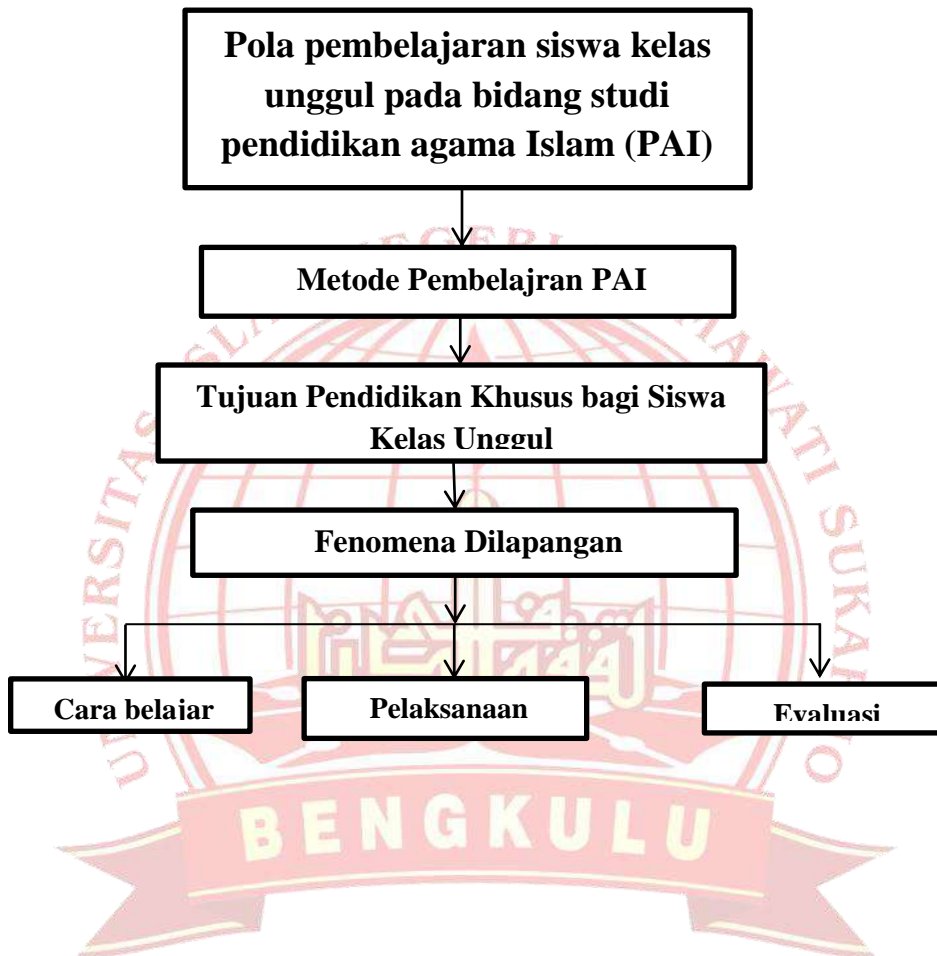 Pola pembelajaran siswa kelas
unggul pada bidang studi
pendidikan agama Islam (PAI)
Metode Pembelajran PAI
Tujuan Pendidikan Khusus bagi Siswa
Kelas Unggul
Fenomena Dilapangan
Cara belajar
Pelaksanaan
Evaluasi
BENGKULU